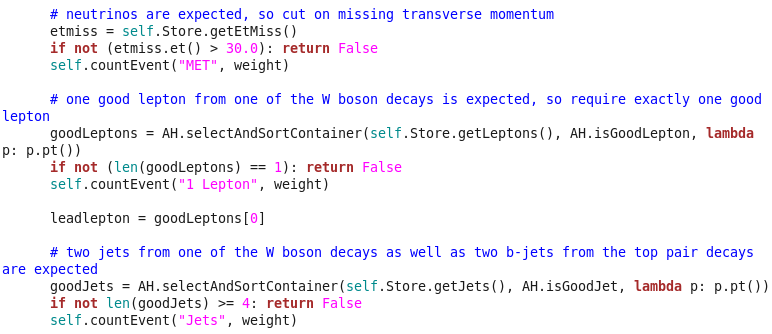 # neutrinos are expected, so cut on missing transverse momentum
etmiss = self.Store.getEtMiss()
if not (etmiss.et() > 30.0): return False
self.countEvent("MET", weight)

# one good lepton from one of the W boson decays is expected, so require exactly one good
lepton
goodLeptons = AH.selectAndSortContainer(self.Store.getLeptons(), AH.isGoodLepton, lambda
p: p.pt())
if not (len(goodLeptons) == 1): return False
self.countEvent("1 Lepton", weight)

leadlepton = goodLeptons[0]

# two jets from one of the W boson decays as well as two b-jets from the top pair decays
are expected
goodJets = AH.selectAndSortContainer(self.Store.getJets(), AH.isGoodJet, lambda p: p.pt())
if not len(goodJets) >= 4: return False
self.countEvent("Jets", weight)